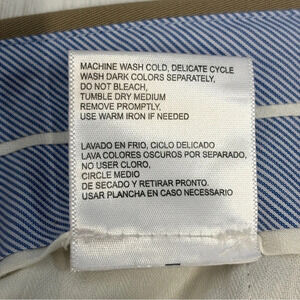 MACHINE WASH COLD, DELICATE CYCLE
WASH DARK COLORS SEPARATELY,
DO NOT BLEACH,
TUMBLE DRY MEDIUM
REMOVE PROMPTLY,
USE WARM IRON IF NEEDED
LAVADO EN FRIO, CICLO DELICADO
LAVA COLORES OSCUROS POR SEPARADO,
NO USER CLORO,
CIRCLE MEDIO
DE SECADO Y RETIRAR PRONTO.
USAR PLANCHA EN CASO NECESSARIO